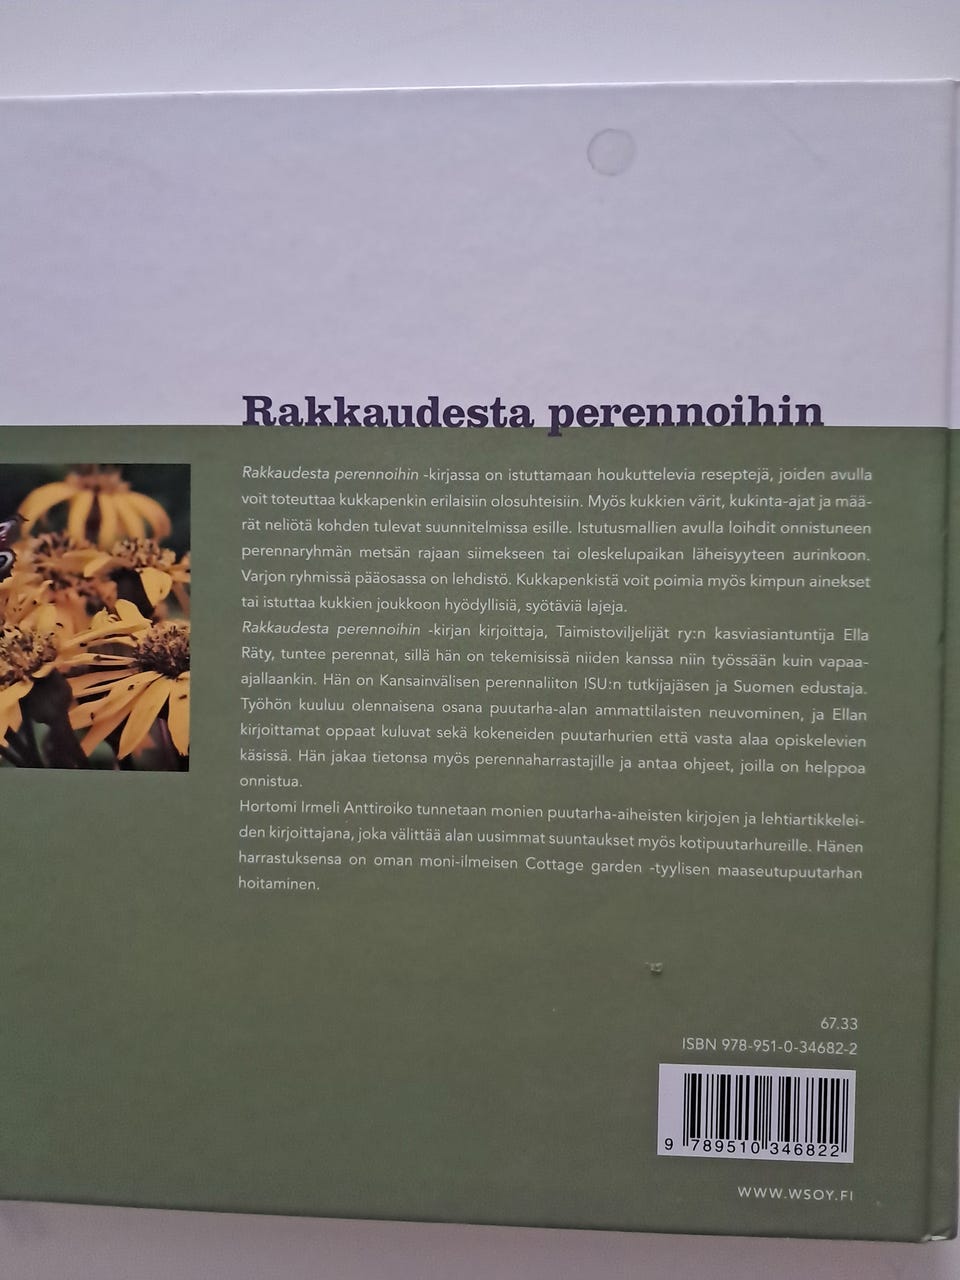 Rakkaudesta perennoihin
Rakkaudesta perennoihin -kirjassa on istuttamaan houkuttelevia reseptejä, joiden avulla
voit toteuttaa kukkapenkin erilaisiin olosuhteisiin. Myös kukkien värit, kukinta-ajat ja mää-
rät neliötä kohden tulevat suunnitelmissa esille. Istutusmallien avulla loihdit onnistuneen
perennaryhmän metsän rajaan siimekseen tai oleskelupaikan läheisyyteen aurinkoon.
Varjon ryhmissä pääosassa on lehdistö. Kukkapenkistä voit poimia myös kimpun ainekset
tai istuttaa kukkien joukkoon hyödyllisiä, syötäviä lajeja.
Rakkaudesta perennoihin -kirjan kirjoittaja, Taimistoviljelijät ry:n kasviasiantuntija Ella
Räty, tuntee perennat, sillä hän on tekemisissä niiden kanssa niin työssään kuin vapaa-
ajallaankin. Hän on Kansainvälisen perennaliiton ISU:n tutkijajäsen ja Suomen edustaja.
Työhön kuuluu olennaisena osana puutarha-alan ammattilaisten neuvominen, ja Ellan
kirjoittamat oppaat kuluvat sekä kokeneiden puutarhurien että vasta alaa opiskelevien
käsissä. Hän jakaa tietonsa myös perennaharrastajille ja antaa ohjeet, joilla on helppoa
onnistua.
Hortomi Irmeli Anttiroiko tunnetaan monien puutarha-aiheisten kirjojen ja lehtiartikkelei-
den kirjoittajana, joka välittää alan uusimmat suuntaukset myös kotipuutarhureille. Hänen
harrastuksensa on oman moni-ilmeisen Cottage garden -tyylisen maaseutupuutarhan
hoitaminen.
67.33
ISBN 978-951-0-34682-2
9 789510 346822
WWW.WSOY.FI